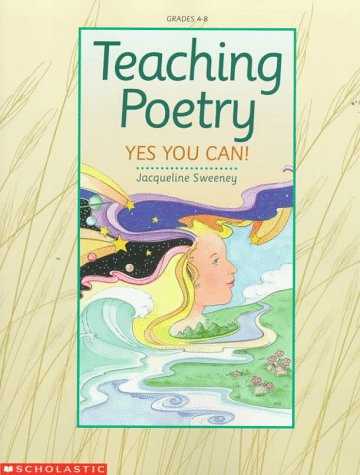 GRADES 4-8
Teaching
Poetry
YES YOU CAN!
Jacqueline Sweeney
SCHOLASTIC